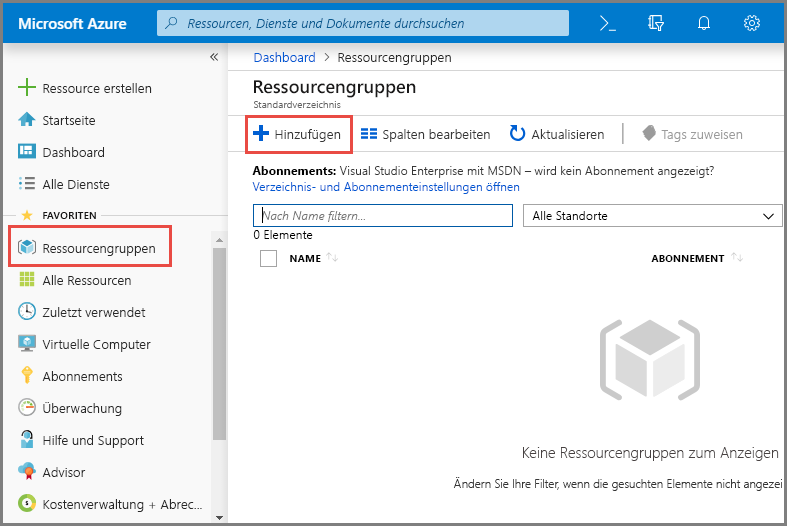 Microsoft Azure
Ressourcen, Dienste und Dokumente durchsuchen
Ressource erstellen
Startseite
Dashboard
Alle Dienste
FAVORITEN
Ressourcengruppen
Alle Ressourcen
Zuletzt verwendet
Virtuelle Computer
Abonnements
Überwachung
Hilfe und Support
Advisor
Kostenverwaltung + Abrec...
Dashboard > Ressourcengruppen
Ressourcengruppen
Standardverzeichnis
Hinzufügen Spalten bearbeiten Aktualisieren Tags zuweisen
Abonnements: Visual Studio Enterprise mit MSDN – wird kein Abonnement angezeigt?
Verzeichnis- und Abonnementeinstellungen öffnen
Nach Name filtern... Alle Standorte
0 Elemente
NAME ABONNEMENT
Keine Ressourcengruppen zum Anzeigen
Ändern Sie Ihre Filter, wenn die gesuchten Elemente nicht angezei